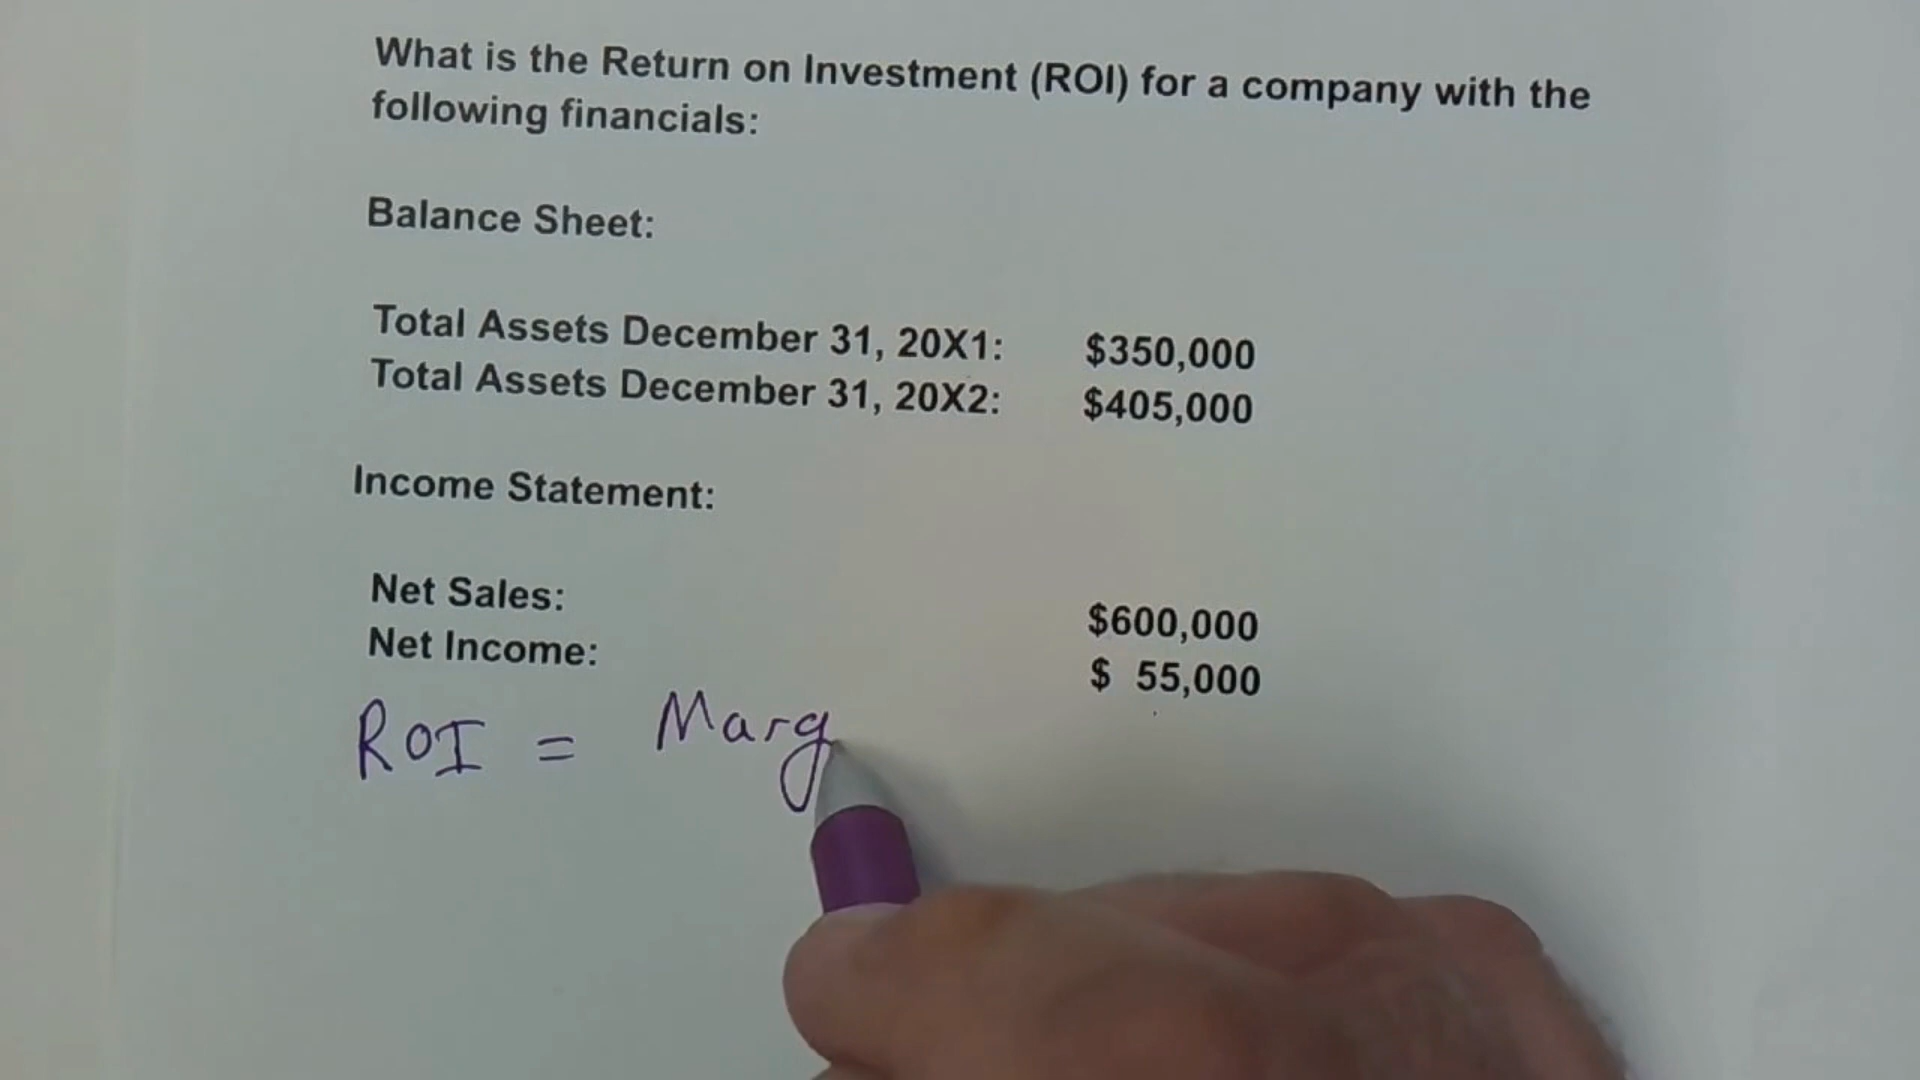 What is the Return on Investment (ROI) for a company with the
following financials:
Balance Sheet:
Total Assets December 31, 20X1: $350,000
Total Assets December 31, 20X2: $405,000
Income Statement:
Net Sales: $600,000
Net Income: $ 55,000
ROI = Marg